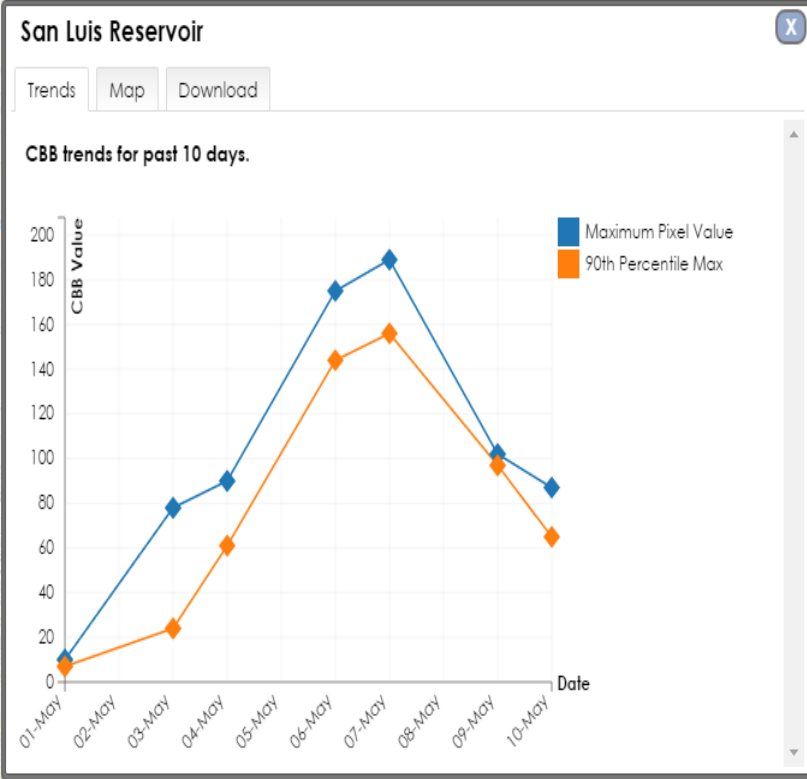 San Luis Reservoir
X
Trends Map Download
CBB trends for past 10 days.
CBB Value
200
180
160
140
120
100
80
60
40
20
0
Maximum Pixel Value
90th Percentile Max
Date
01-May 02-May 03-May 04-May 05-May 06-May 07-May 08-May 09-May 10-May